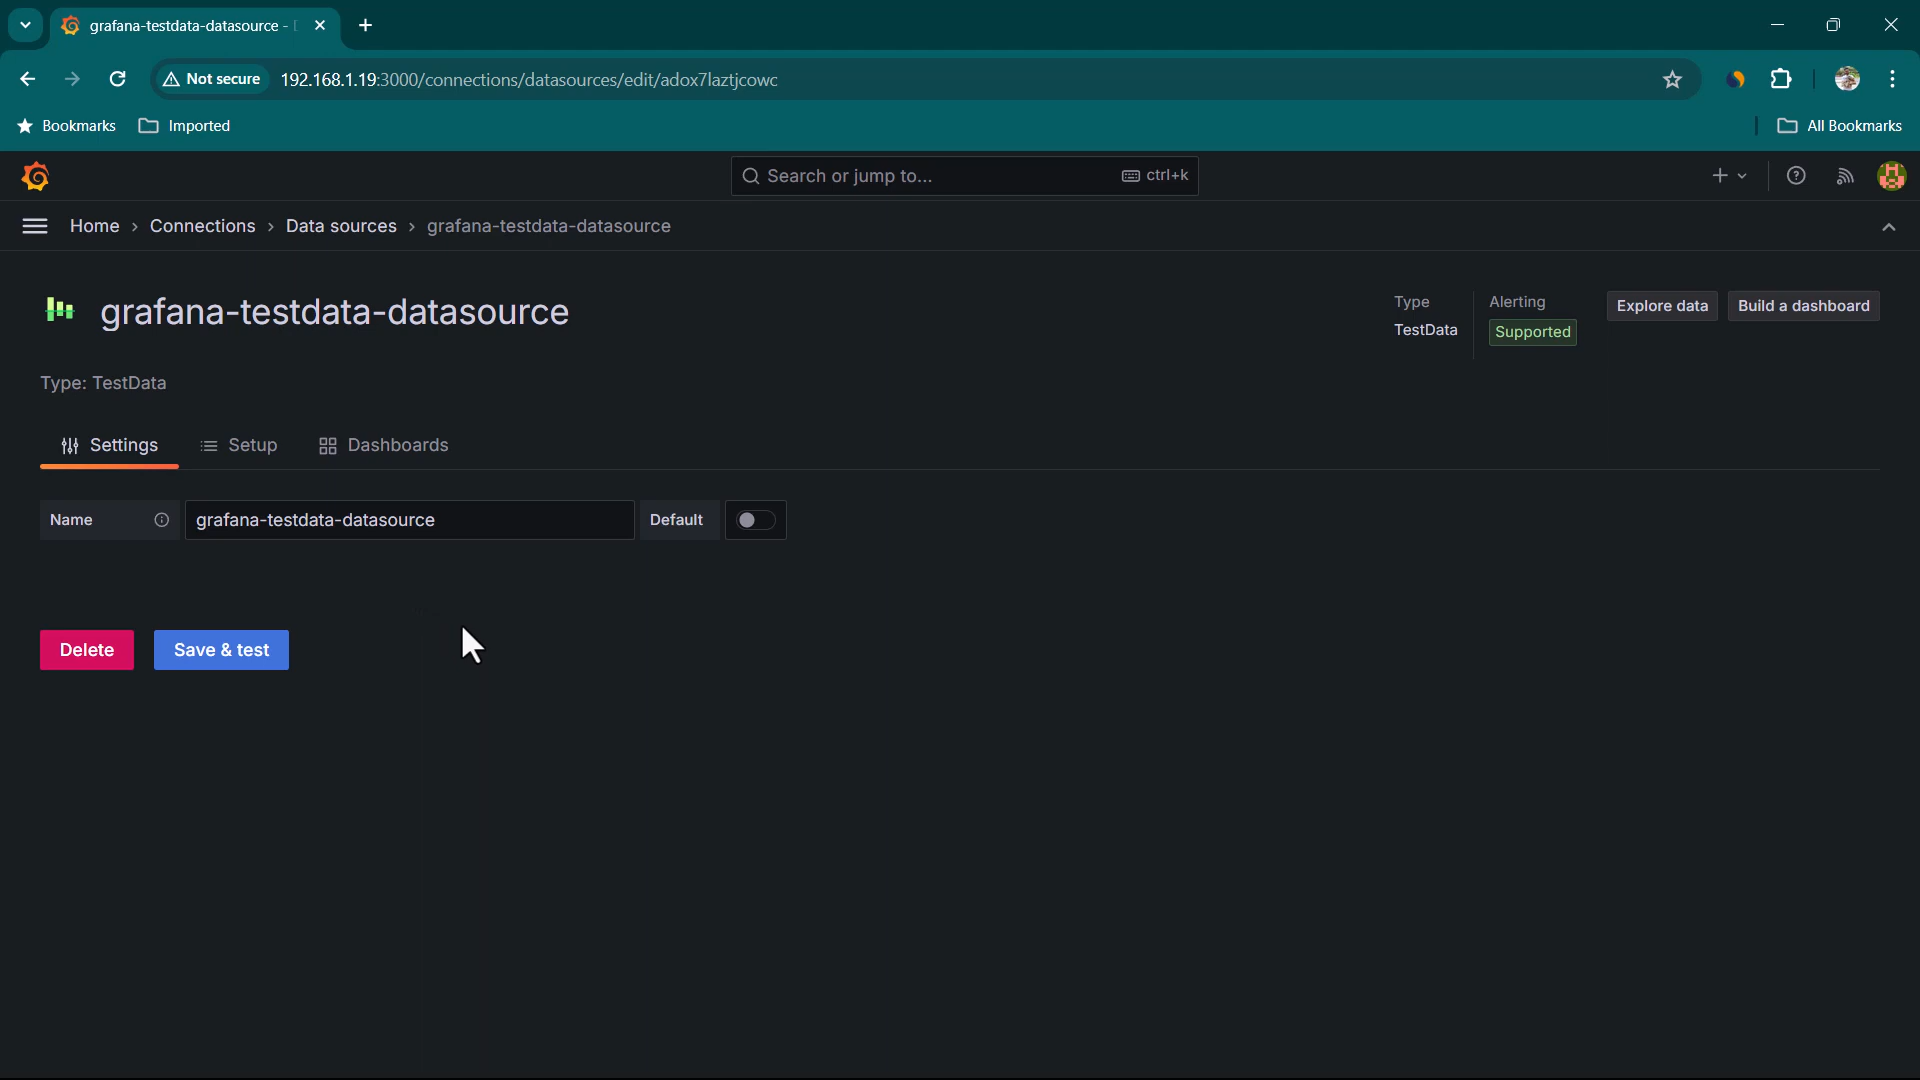 grafana-testdata-datasource -
Not secure
192.168.1.19:3000/connections/datasources/edit/adox7laztjcowc
Bookmarks
Imported
All Bookmarks
Search or jump to...
ctrl+k
Home > Connections > Data sources > grafana-testdata-datasource
grafana-testdata-datasource
Type
TestData
Alerting
Supported
Explore data
Build a dashboard
Type: TestData
Settings
Setup
Dashboards
Name
grafana-testdata-datasource
Default
Delete
Save & test